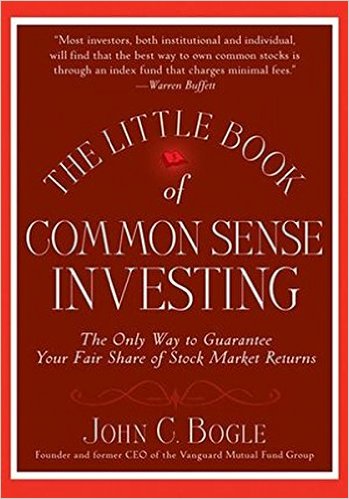 "Most investors, both institutional and individual,
will find that the best way to own common stocks is
through an index fund that charges minimal fees."
—Warren Buffett
THE LITTLE BOOK
of
COMMON SENSE
INVESTING
The Only Way to Guarantee
Your Fair Share of Stock Market Returns
JOHN C. BOGLE
Founder and former CEO of the Vanguard Mutual Fund Group